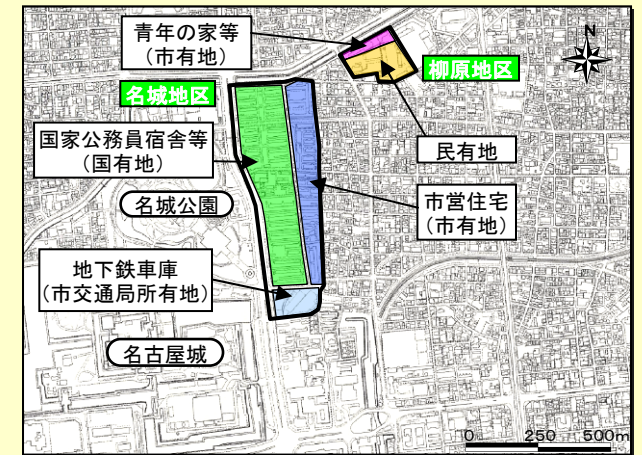 青年の家等
(市有地)
N
柳原地区
名城地区
国家公務員宿舎等
(国有地)
民有地
名城公園
市営住宅
(市有地)
地下鉄車庫
(市交通局所有地)
名古屋城
0 250 500m